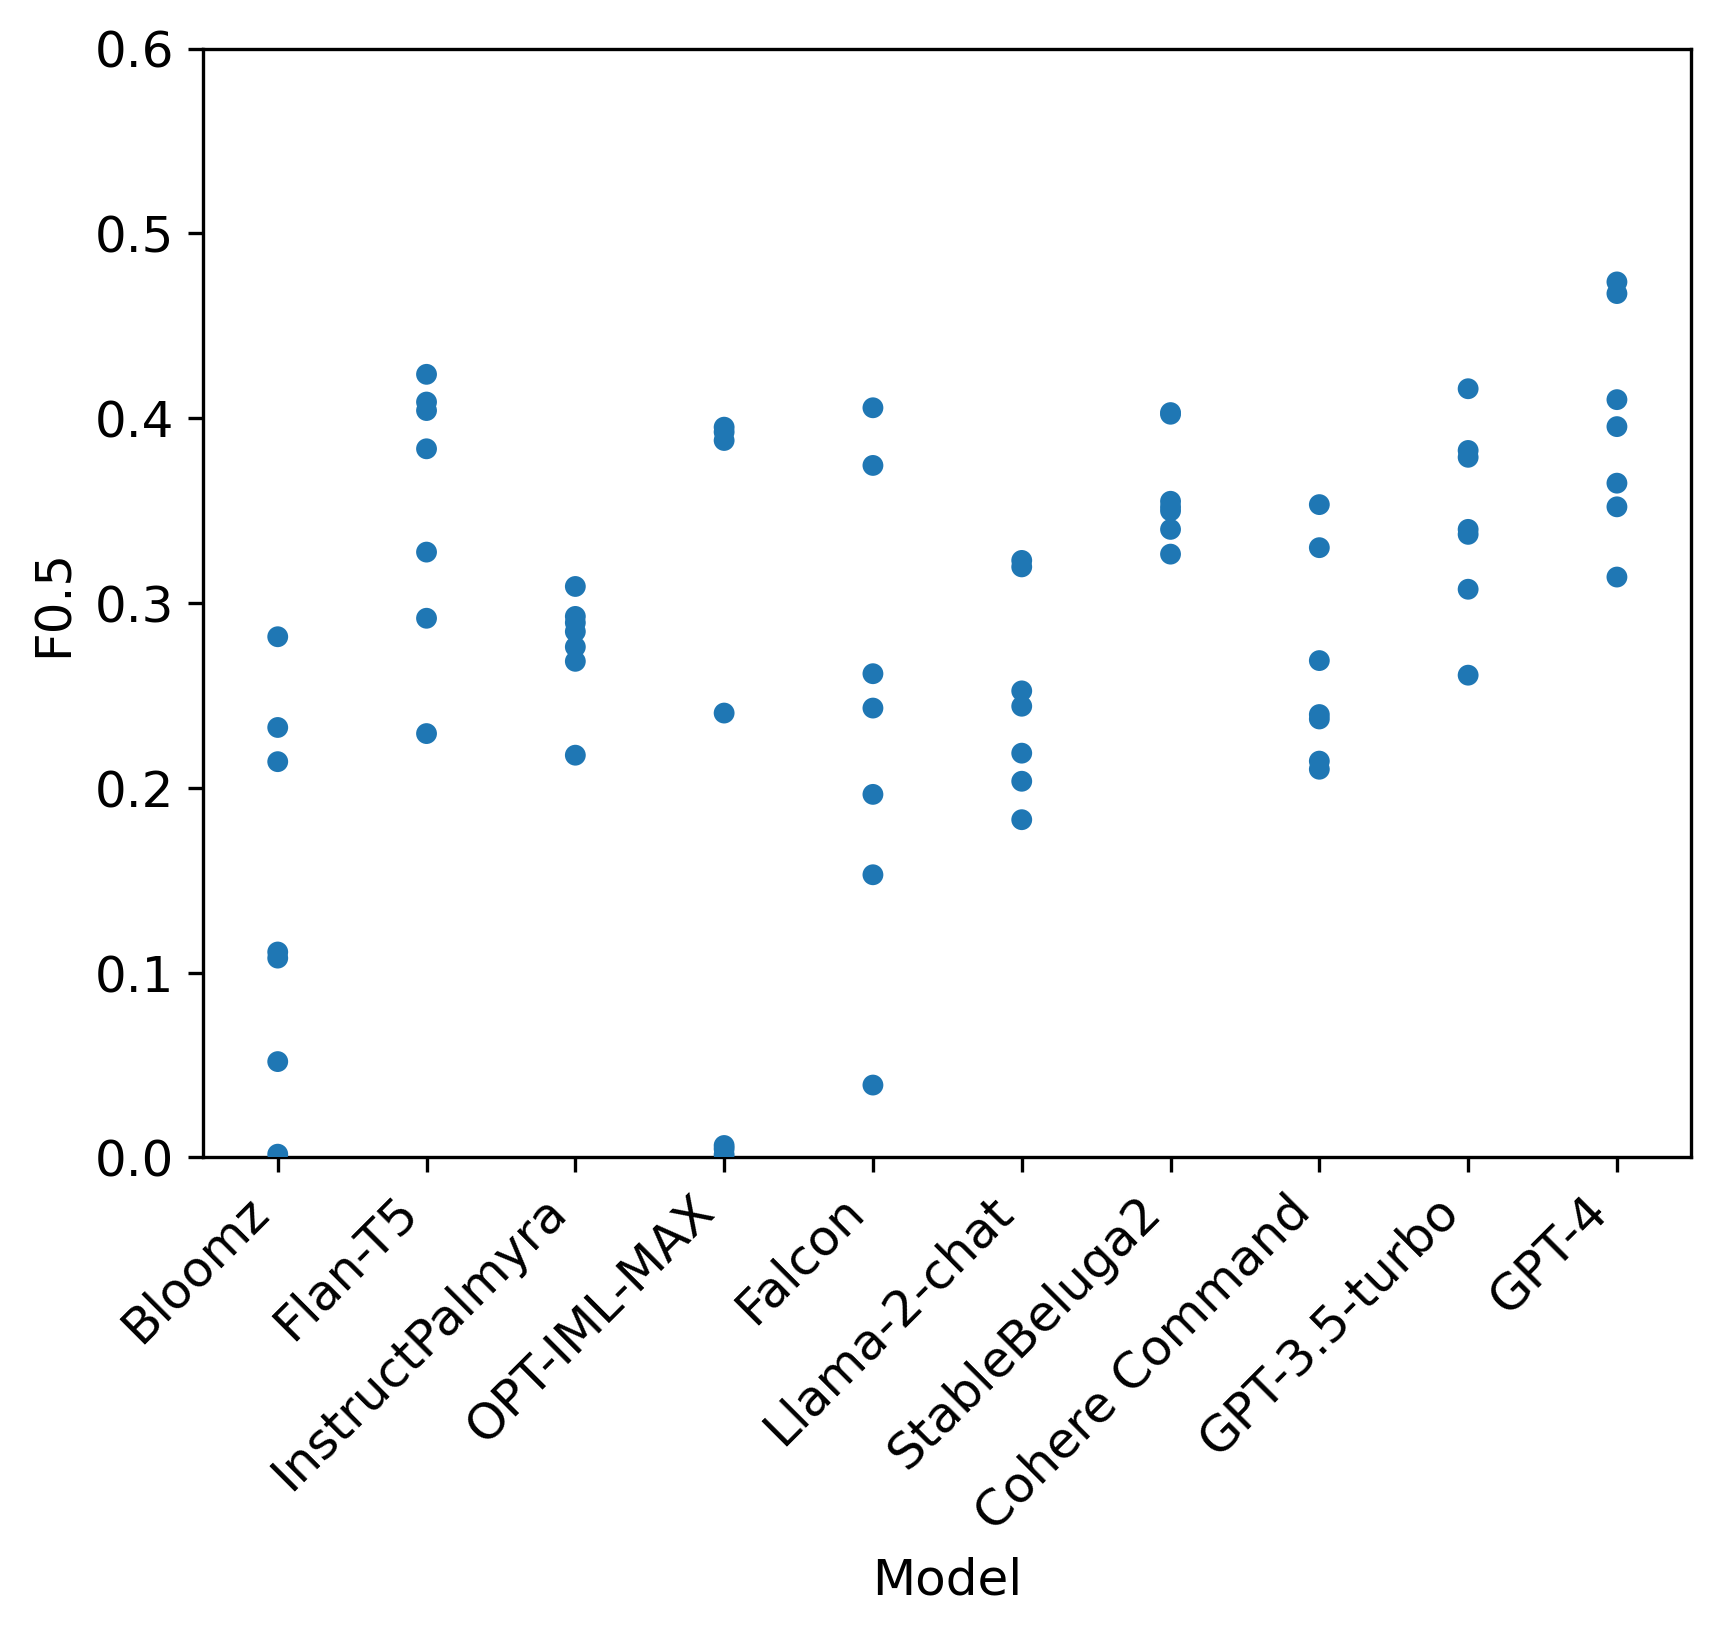 0.6
0.5
0.4
0.3
0.2
0.1
0.0
F0.5
Bloomz
Flan-T5
InstructPalmyra
OPT-IML-MAX
Falcon
Llama-2-chat
StableBeluga2
Cohere Command
GPT-3.5-turbo
GPT-4
Model